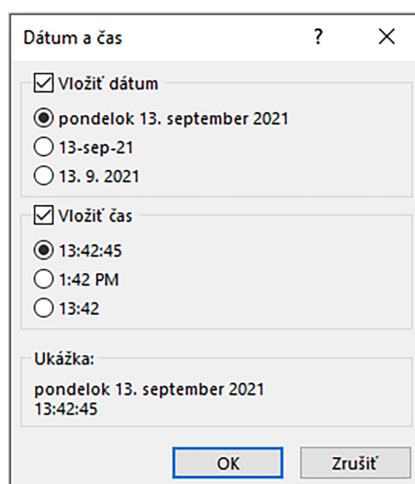 Dátum a čas ?
Vložiť dátum
pondelok 13. september 2021
13-sep-21
13. 9. 2021
Vložiť čas
13:42:45
1:42 PM
13:42
Ukážka:
pondelok 13. september 2021
13:42:45
OK Zrušiť